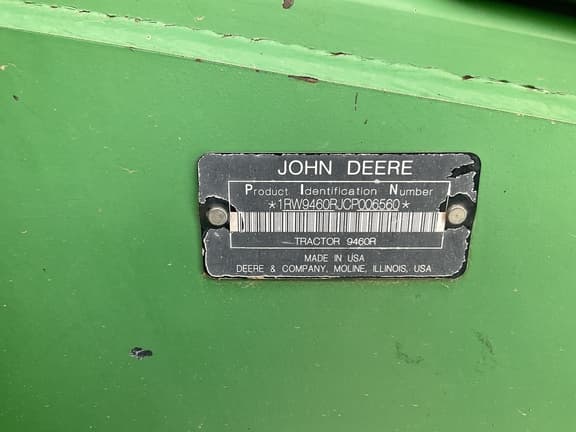 JOHN DEERE
Product Identification Number
*1RW9460RJCP006560*
TRACTOR 9460R
MADE IN USA
DEERE & COMPANY, MOLINE, ILLINOIS, USA